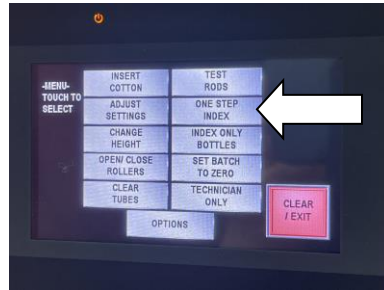 -MENU-
TOUCH TO
SELECT
INSERT
COTTON
TEST
RODS
ADJUST
SETTINGS
ONE STEP
INDEX
CHANGE
HEIGHT
INDEX ONLY
BOTTLES
OPEN/ CLOSE
ROLLERS
SET BATCH
TO ZERO
CLEAR
TUBES
TECHNICIAN
ONLY
OPTIONS
CLEAR
/ EXIT